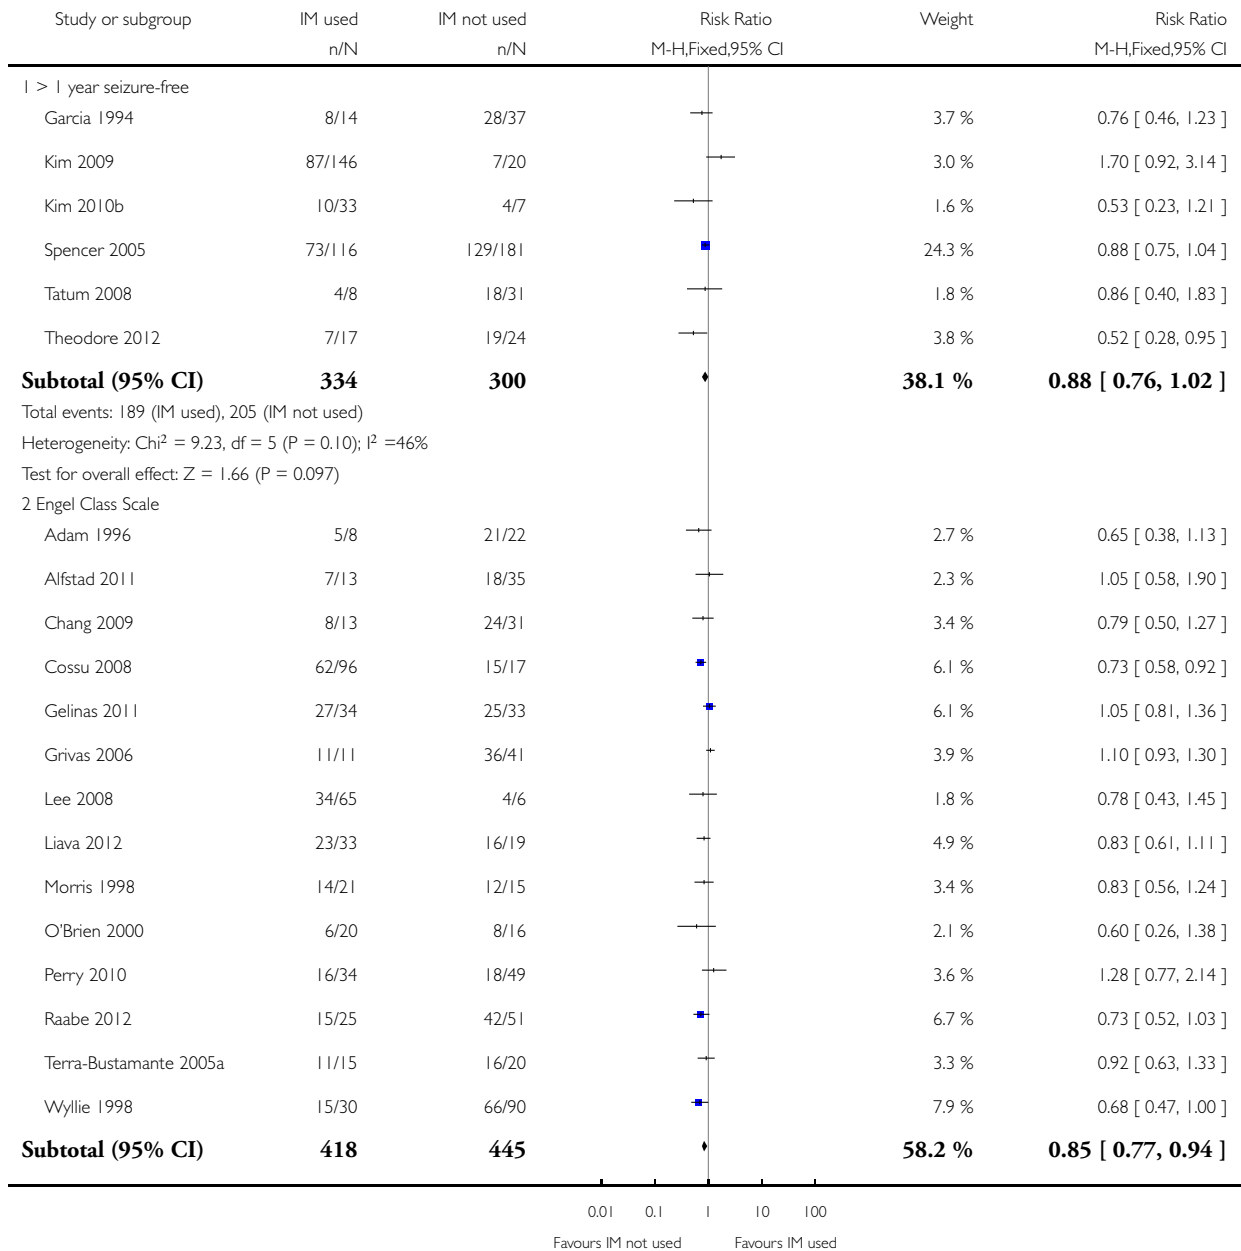 Study or subgroup IM used IM not used Risk Ratio Weight Risk Ratio
n/N n/N M-H,Fixed,95% CI M-H,Fixed,95% CI
1 > 1 year seizure-free
Garcia 1994 8/14 28/37 3.7 % 0.76 [ 0.46, 1.23 ]
Kim 2009 87/146 7/20 3.0 % 1.70 [ 0.92, 3.14 ]
Kim 2010b 10/33 4/7 1.6 % 0.53 [ 0.23, 1.21 ]
Spencer 2005 73/116 129/181 24.3 % 0.88 [ 0.75, 1.04 ]
Tatum 2008 4/8 18/31 1.8 % 0.86 [ 0.40, 1.83 ]
Theodore 2012 7/17 19/24 3.8 % 0.52 [ 0.28, 0.95 ]
Subtotal (95% CI) 334 300 38.1 % 0.88 [ 0.76, 1.02 ]
Total events: 189 (IM used), 205 (IM not used)
Heterogeneity: Chi² = 9.23, df = 5 (P = 0.10); I² =46%
Test for overall effect: Z = 1.66 (P = 0.097)
2 Engel Class Scale
Adam 1996 5/8 21/22 2.7 % 0.65 [ 0.38, 1.13 ]
Alfstad 2011 7/13 18/35 2.3 % 1.05 [ 0.58, 1.90 ]
Chang 2009 8/13 24/31 3.4 % 0.79 [ 0.50, 1.27 ]
Cossu 2008 62/96 15/17 6.1 % 0.73 [ 0.58, 0.92 ]
Gelinas 2011 27/34 25/33 6.1 % 1.05 [ 0.81, 1.36 ]
Grivas 2006 11/11 36/41 3.9 % 1.10 [ 0.93, 1.30 ]
Lee 2008 34/65 4/6 1.8 % 0.78 [ 0.43, 1.45 ]
Liava 2012 23/33 16/19 4.9 % 0.83 [ 0.61, 1.11 ]
Morris 1998 14/21 12/15 3.4 % 0.83 [ 0.56, 1.24 ]
O'Brien 2000 6/20 8/16 2.1 % 0.60 [ 0.26, 1.38 ]
Perry 2010 16/34 18/49 3.6 % 1.28 [ 0.77, 2.14 ]
Raabe 2012 15/25 42/51 6.7 % 0.73 [ 0.52, 1.03 ]
Terra-Bustamante 2005a 11/15 16/20 3.3 % 0.92 [ 0.63, 1.33 ]
Wyllie 1998 15/30 66/90 7.9 % 0.68 [ 0.47, 1.00 ]
Subtotal (95% CI) 418 445 58.2 % 0.85 [ 0.77, 0.94 ]
0.01 0.1 1 10 100
Favours IM not used Favours IM used